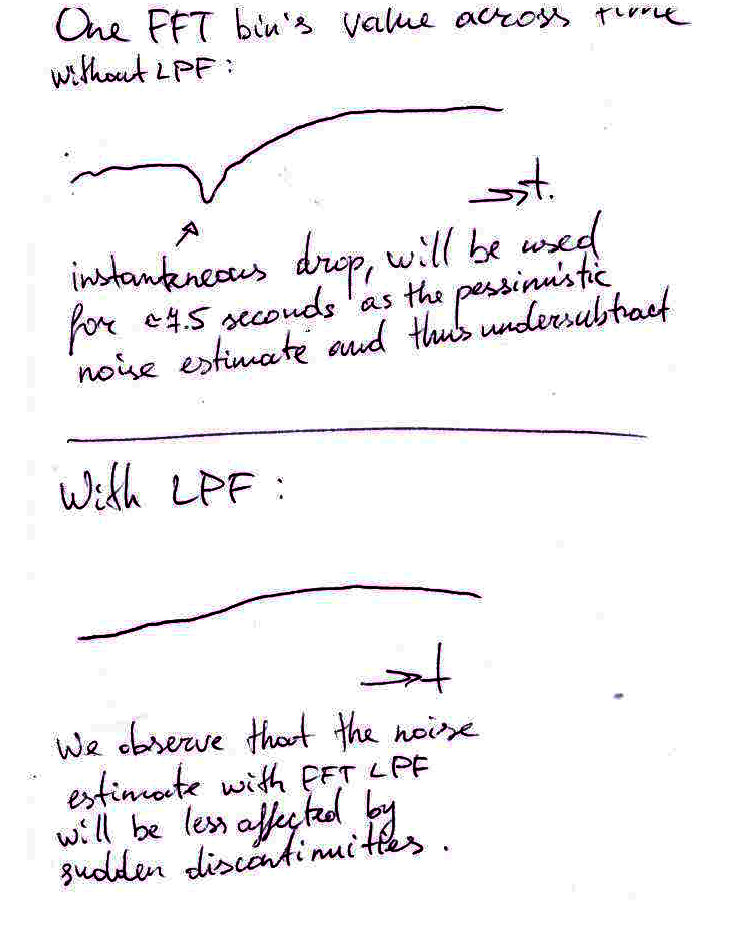 One FFT bin's value across time
without LPF:
→t.
instantaneous drop, will be used
for ~7.5 seconds as the pessimistic
noise estimate and thus undersubtract
With LPF :
→t
We observe that the noise
estimate with FFT LPF
will be less affected by
sudden discontinuities.